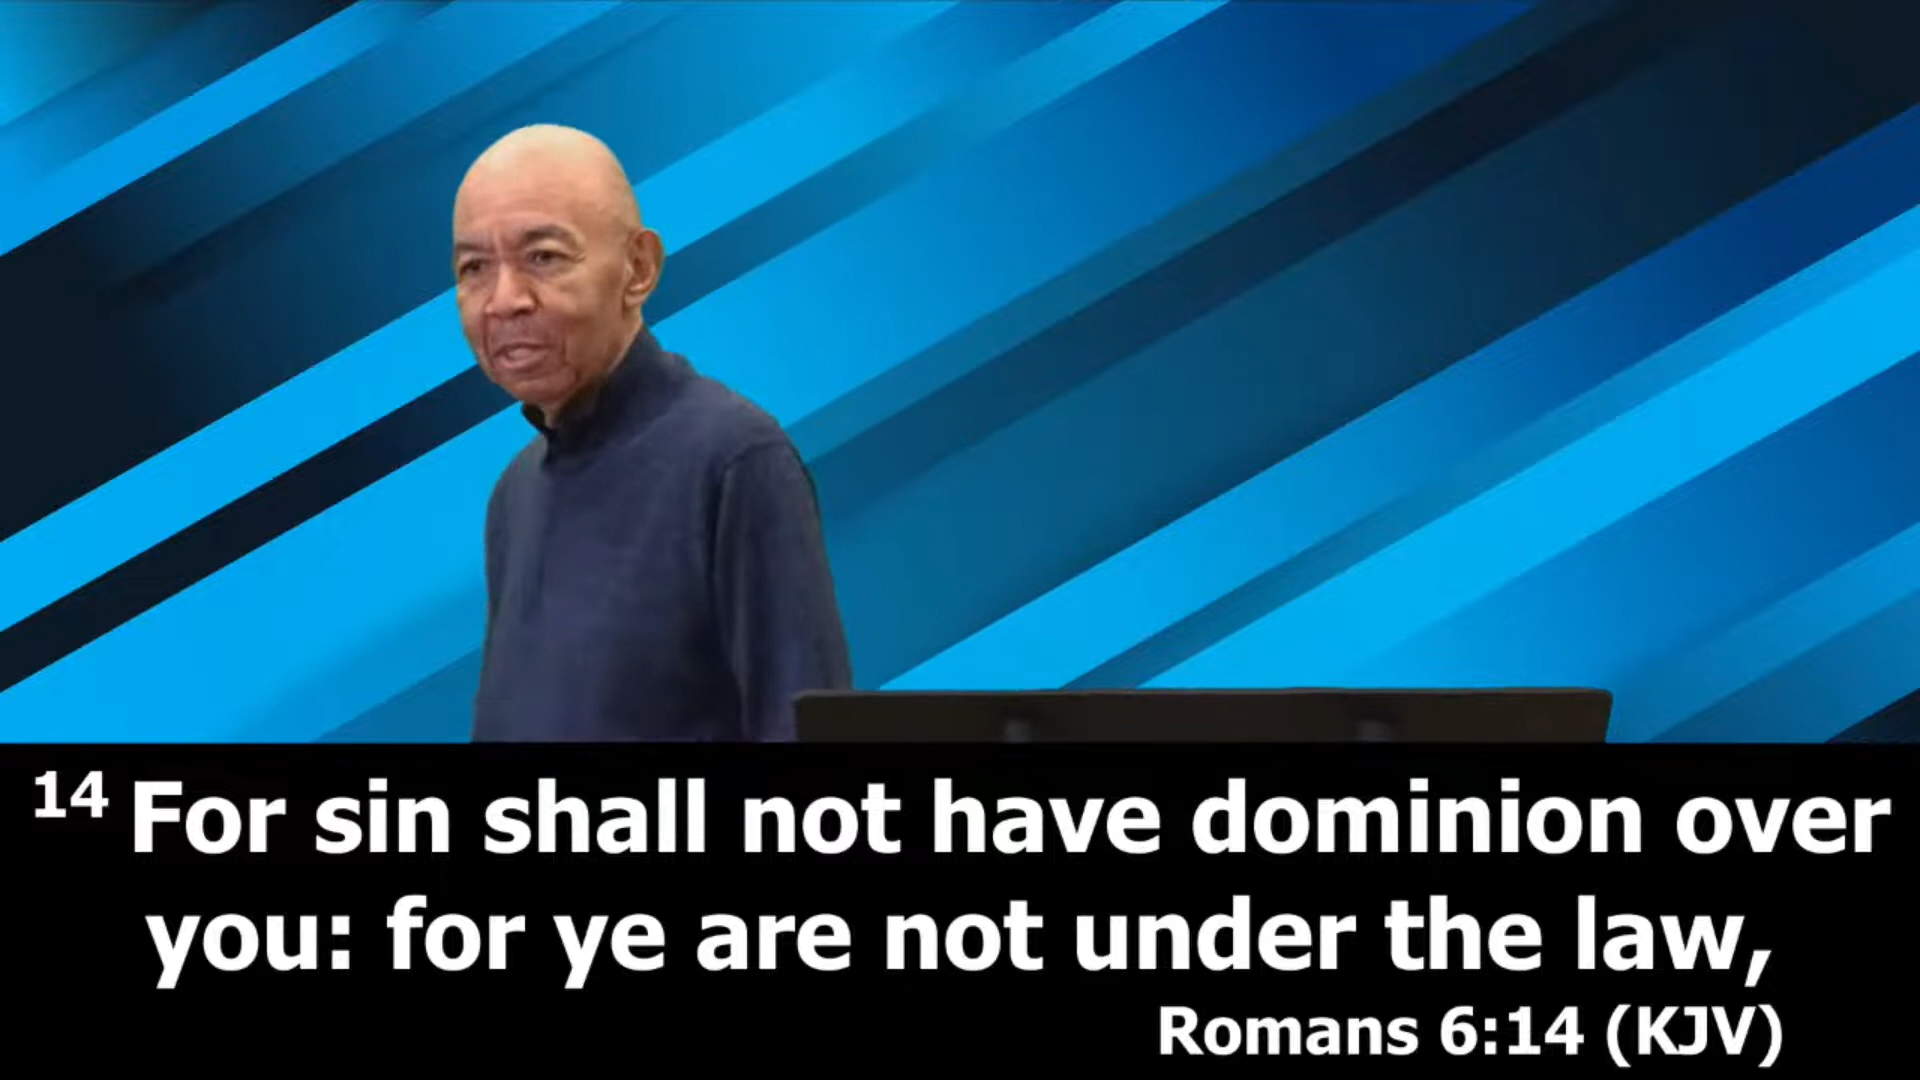 14 For sin shall not have dominion over
you: for ye are not under the law,
Romans 6:14 (KJV)